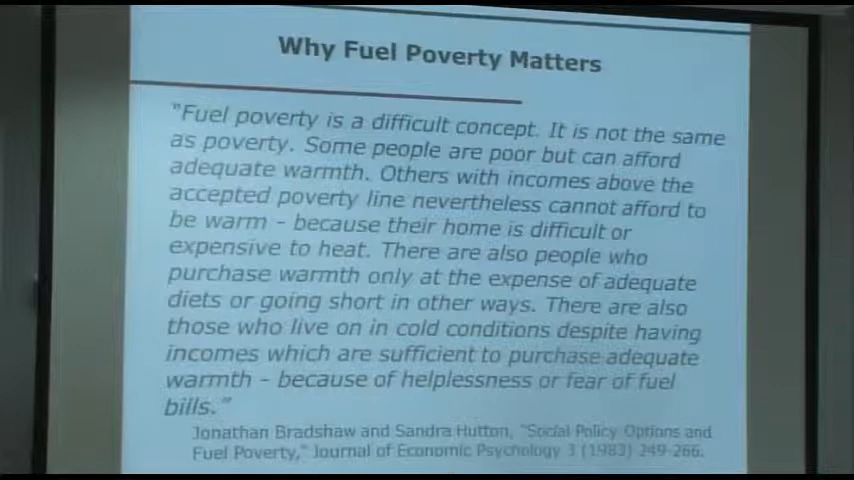 Why Fuel Poverty Matters
"Fuel poverty is a difficult concept. It is not the same
as poverty. Some people are poor but can afford
adequate warmth. Others with incomes above the
accepted poverty line nevertheless cannot afford to
be warm – because their home is difficult or
expensive to heat. There are also people who
purchase warmth only at the expense of adequate
diets or going short in other ways. There are also
those who live on in cold conditions despite having
incomes which are sufficient to purchase adequate
warmth – because of helplessness or fear of fuel
bills."
Jonathan Bradshaw and Sandra Hutton, "Social Policy Options and
Fuel Poverty," Journal of Economic Psychology 3 (1983) 249-266.